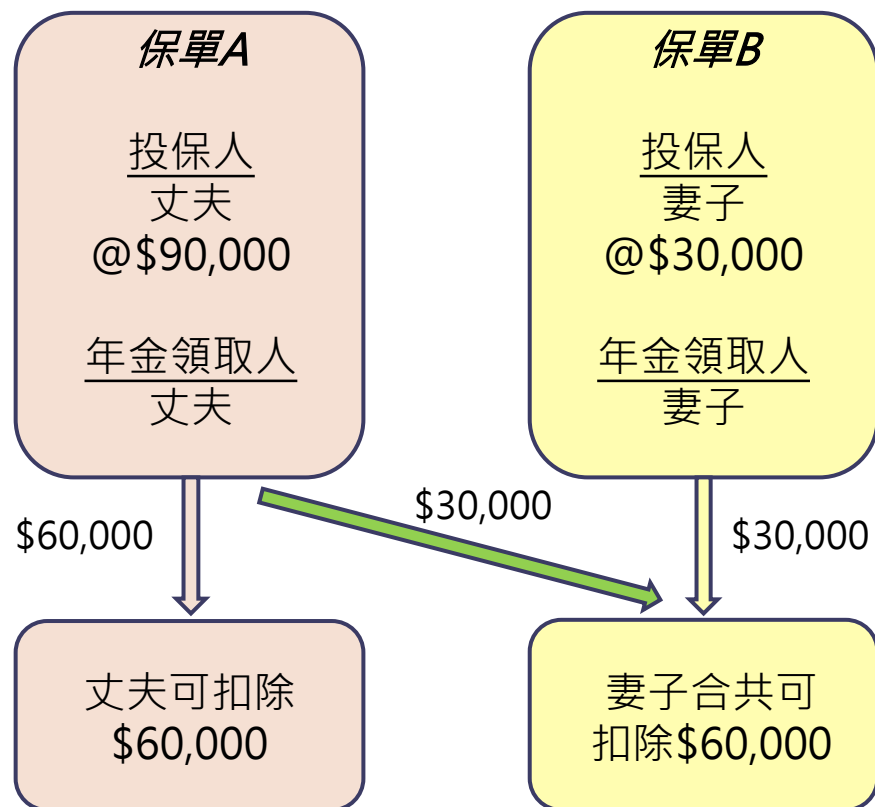 保單A
投保人
丈夫
@$90,000
年金領取人
丈夫
保單B
投保人
妻子
@$30,000
年金領取人
妻子
$60,000
$30,000
$30,000
丈夫可扣除
$60,000
妻子合共可
扣除$60,000